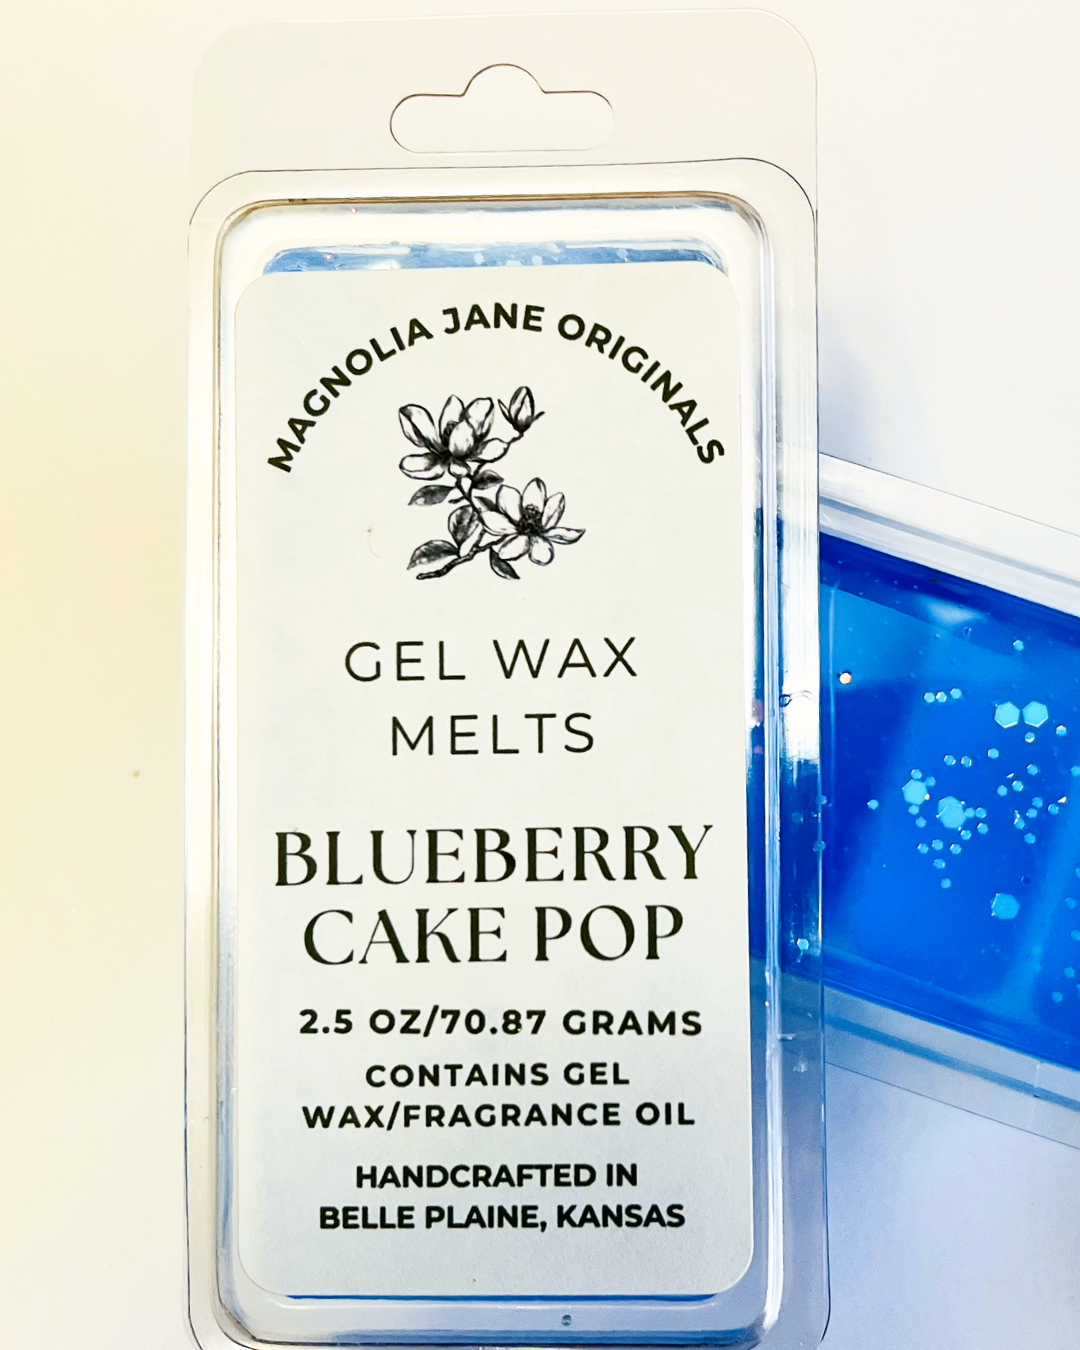 MAGNOLIA JANE ORIGINALS
GEL WAX
MELTS
BLUEBERRY
CAKE POP
2.5 OZ/70.87 GRAMS
CONTAINS GEL
WAX/FRAGRANCE OIL
HANDCRAFTED IN
BELLE PLAINE, KANSAS